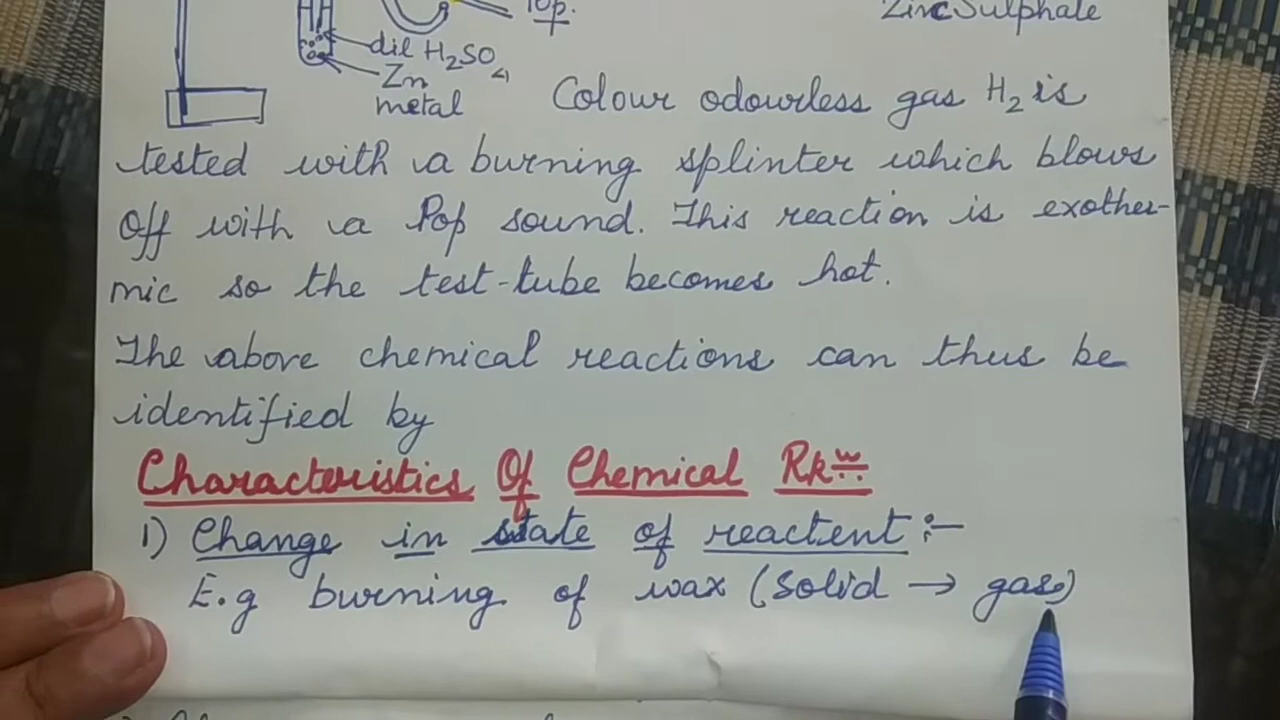 Pop.
Zinc Sulphate
dil H₂SO₄
Zn
metal
Colour odourless gas H₂ is
tested with a burning splinter which blows
Off with a Pop sound. This reaction is exother-
mic so the test-tube becomes hot.
The above chemical reactions can thus be
identified by
Characteristics Of Chemical Rxn:
1) Change in state of reactent :-
E.g burning of wax (Solid → gas)